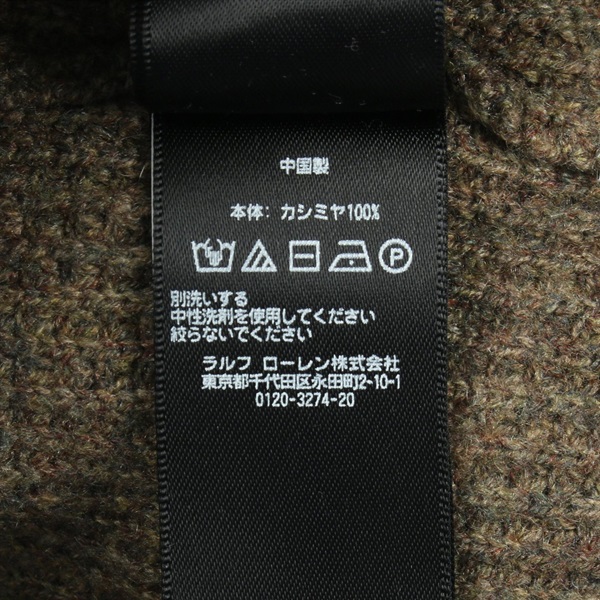 中国製
本体: カシミヤ100%
P
別洗いする
中性洗剤を使用してください
絞らないでください
ラルフ ローレン株式会社
東京都千代田区永田町2-10-1
0120-3274-20